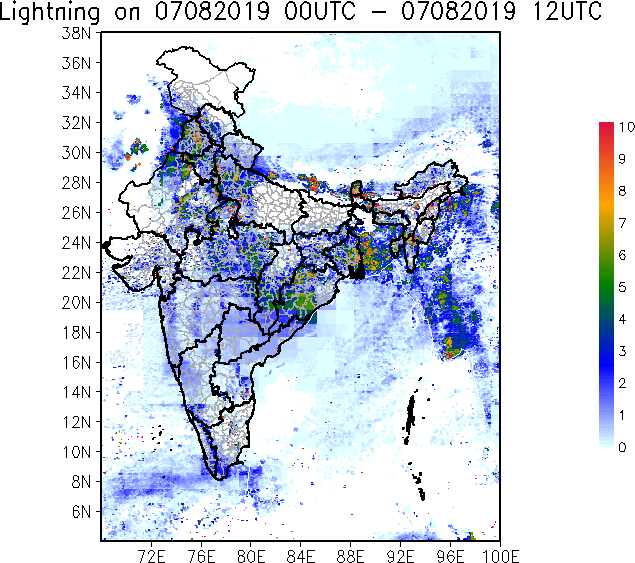 Lightning on 07082019 00UTC – 07082019 12UTC
38N
36N
34N
32N
30N
28N
26N
24N
22N
20N
18N
16N
14N
12N
10N
8N
6N
72E 76E 80E 84E 88E 92E 96E 100E
10
9
8
7
6
5
4
3
2
1
0